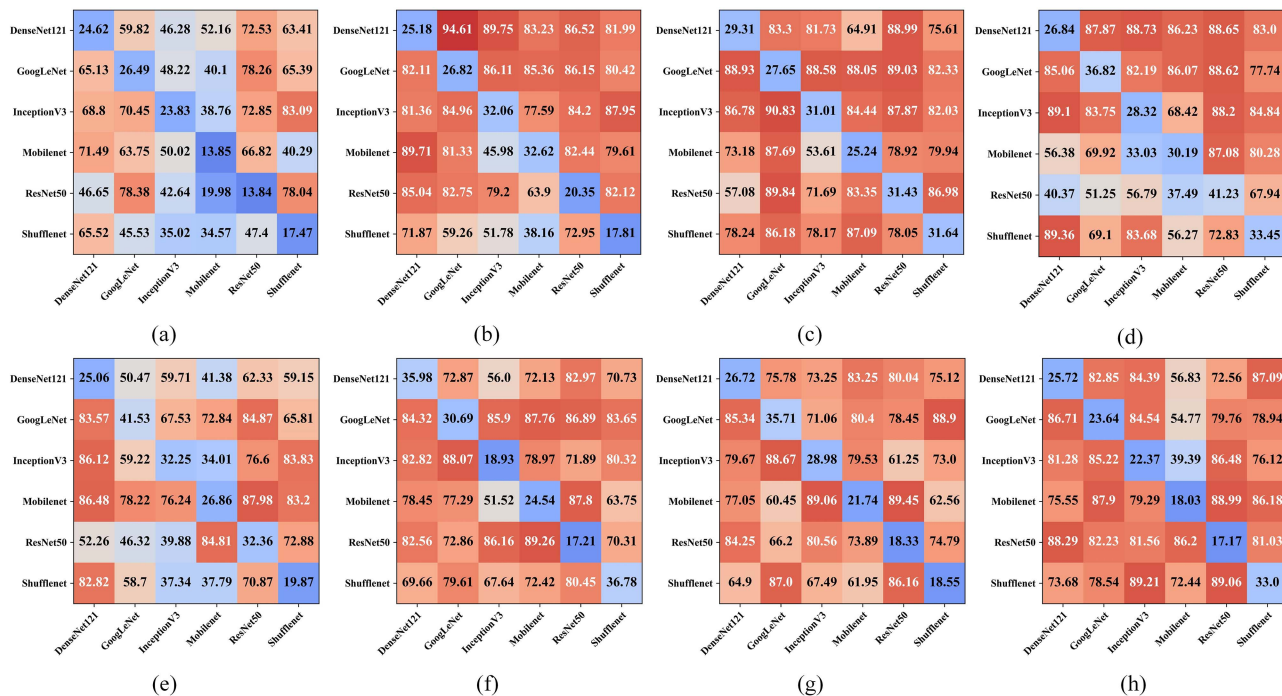 DenseNet121 24.62 59.82 46.28 52.16 72.53 63.41
GoogLeNet 65.13 26.49 48.22 40.1 78.26 65.39
InceptionV3 68.8 70.45 23.83 38.76 72.85 83.09
Mobilenet 71.49 63.75 50.02 13.85 66.82 40.29
ResNet50 46.65 78.38 42.64 19.98 13.84 78.04
Shufflenet 65.52 45.53 35.02 34.57 47.4 17.47
DenseNet121 GoogLeNet InceptionV3 Mobilenet ResNet50 Shufflenet
(a)
DenseNet121 25.18 94.61 89.75 83.23 86.52 81.99
GoogLeNet 82.11 26.82 86.11 85.36 86.15 80.42
InceptionV3 81.36 84.96 32.06 77.59 84.2 87.95
Mobilenet 89.71 81.33 45.98 32.62 82.44 79.61
ResNet50 85.04 82.75 79.2 63.9 20.35 82.12
Shufflenet 71.87 59.26 51.78 38.16 72.95 17.81
DenseNet121 GoogLeNet InceptionV3 Mobilenet ResNet50 Shufflenet
(b)
DenseNet121 29.31 83.3 81.73 64.91 88.99 75.61
GoogLeNet 88.93 27.65 88.58 88.05 89.03 82.33
InceptionV3 86.78 90.83 31.01 84.44 87.87 82.03
Mobilenet 73.18 87.69 53.61 25.24 78.92 79.94
ResNet50 57.08 89.84 71.69 83.35 31.43 86.98
Shufflenet 78.24 86.18 78.17 87.09 78.05 31.64
DenseNet121 GoogLeNet InceptionV3 Mobilenet ResNet50 Shufflenet
(c)
DenseNet121 26.84 87.87 88.73 86.23 88.65 83.0
GoogLeNet 85.06 36.82 82.19 86.07 88.62 77.74
InceptionV3 89.1 83.75 28.32 68.42 88.2 84.84
Mobilenet 56.38 69.92 33.03 30.19 87.08 80.28
ResNet50 40.37 51.25 56.79 37.49 41.23 67.94
Shufflenet 89.36 69.1 83.68 56.27 72.83 33.45
DenseNet121 GoogLeNet InceptionV3 Mobilenet ResNet50 Shufflenet
(d)
DenseNet121 25.06 50.47 59.71 41.38 62.33 59.15
GoogLeNet 83.57 41.53 67.53 72.84 84.87 65.81
InceptionV3 86.12 59.22 32.25 34.01 76.6 83.83
Mobilenet 86.48 78.22 76.24 26.86 87.98 83.2
ResNet50 52.26 46.32 39.88 84.81 32.36 72.88
Shufflenet 82.82 58.7 37.34 37.79 70.87 19.87
DenseNet121 GoogLeNet InceptionV3 Mobilenet ResNet50 Shufflenet
(e)
DenseNet121 35.98 72.87 56.0 72.13 82.97 70.73
GoogLeNet 84.32 30.69 85.9 87.76 86.89 83.65
InceptionV3 82.82 88.07 18.93 78.97 71.89 80.32
Mobilenet 78.45 77.29 51.52 24.54 87.8 63.75
ResNet50 82.56 72.86 86.16 89.26 17.21 70.31
Shufflenet 69.66 79.61 67.64 72.42 80.45 36.78
DenseNet121 GoogLeNet InceptionV3 Mobilenet ResNet50 Shufflenet
(f)
DenseNet121 26.72 75.78 73.25 83.25 80.04 75.12
GoogLeNet 85.34 35.71 71.06 80.4 78.45 88.9
InceptionV3 79.67 88.67 28.98 79.53 61.25 73.0
Mobilenet 77.05 60.45 89.06 21.74 89.45 62.56
ResNet50 84.25 66.2 80.56 73.89 18.33 74.79
Shufflenet 64.9 87.0 67.49 61.95 86.16 18.55
DenseNet121 GoogLeNet InceptionV3 Mobilenet ResNet50 Shufflenet
(g)
DenseNet121 25.72 82.85 84.39 56.83 72.56 87.09
GoogLeNet 86.71 23.64 84.54 54.77 79.76 78.94
InceptionV3 81.28 85.22 22.37 39.39 86.48 76.12
Mobilenet 75.55 87.9 79.29 18.03 88.99 86.18
ResNet50 88.29 82.23 81.56 86.2 17.17 81.03
Shufflenet 73.68 78.54 89.21 72.44 89.06 33.0
DenseNet121 GoogLeNet InceptionV3 Mobilenet ResNet50 Shufflenet
(h)